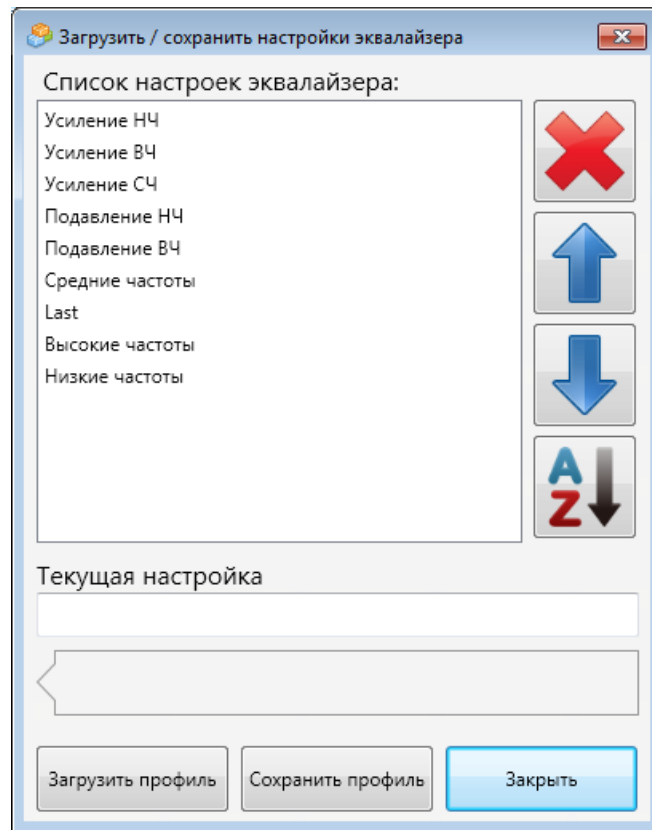 Загрузить / сохранить настройки эквалайзера
Список настроек эквалайзера:
Усиление НЧ
Усиление ВЧ
Усиление СЧ
Подавление НЧ
Подавление ВЧ
Средние частоты
Last
Высокие частоты
Низкие частоты
A
Z
Текущая настройка
Загрузить профиль Сохранить профиль Закрыть